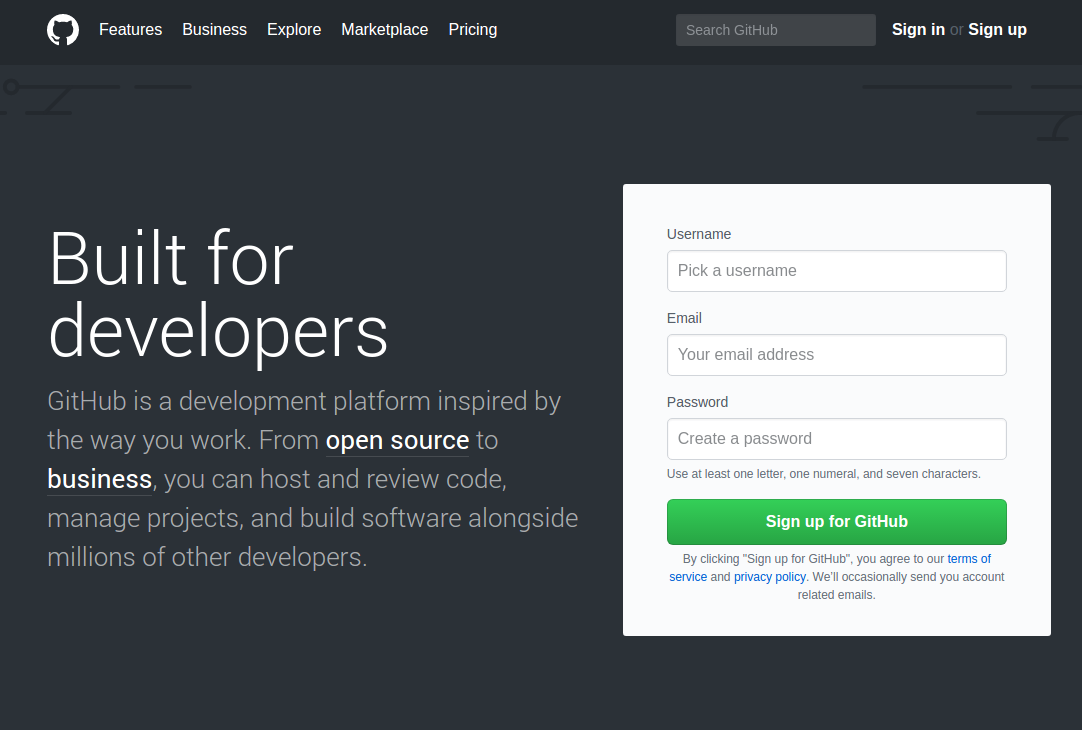 Features Business Explore Marketplace Pricing Search GitHub Sign in or Sign up
Built for
developers
GitHub is a development platform inspired by
the way you work. From open source to
business, you can host and review code,
manage projects, and build software alongside
millions of other developers.
Username
Pick a username
Email
Your email address
Password
Create a password
Use at least one letter, one numeral, and seven characters.
Sign up for GitHub
By clicking "Sign up for GitHub", you agree to our terms of
service and privacy policy. We’ll occasionally send you account
related emails.